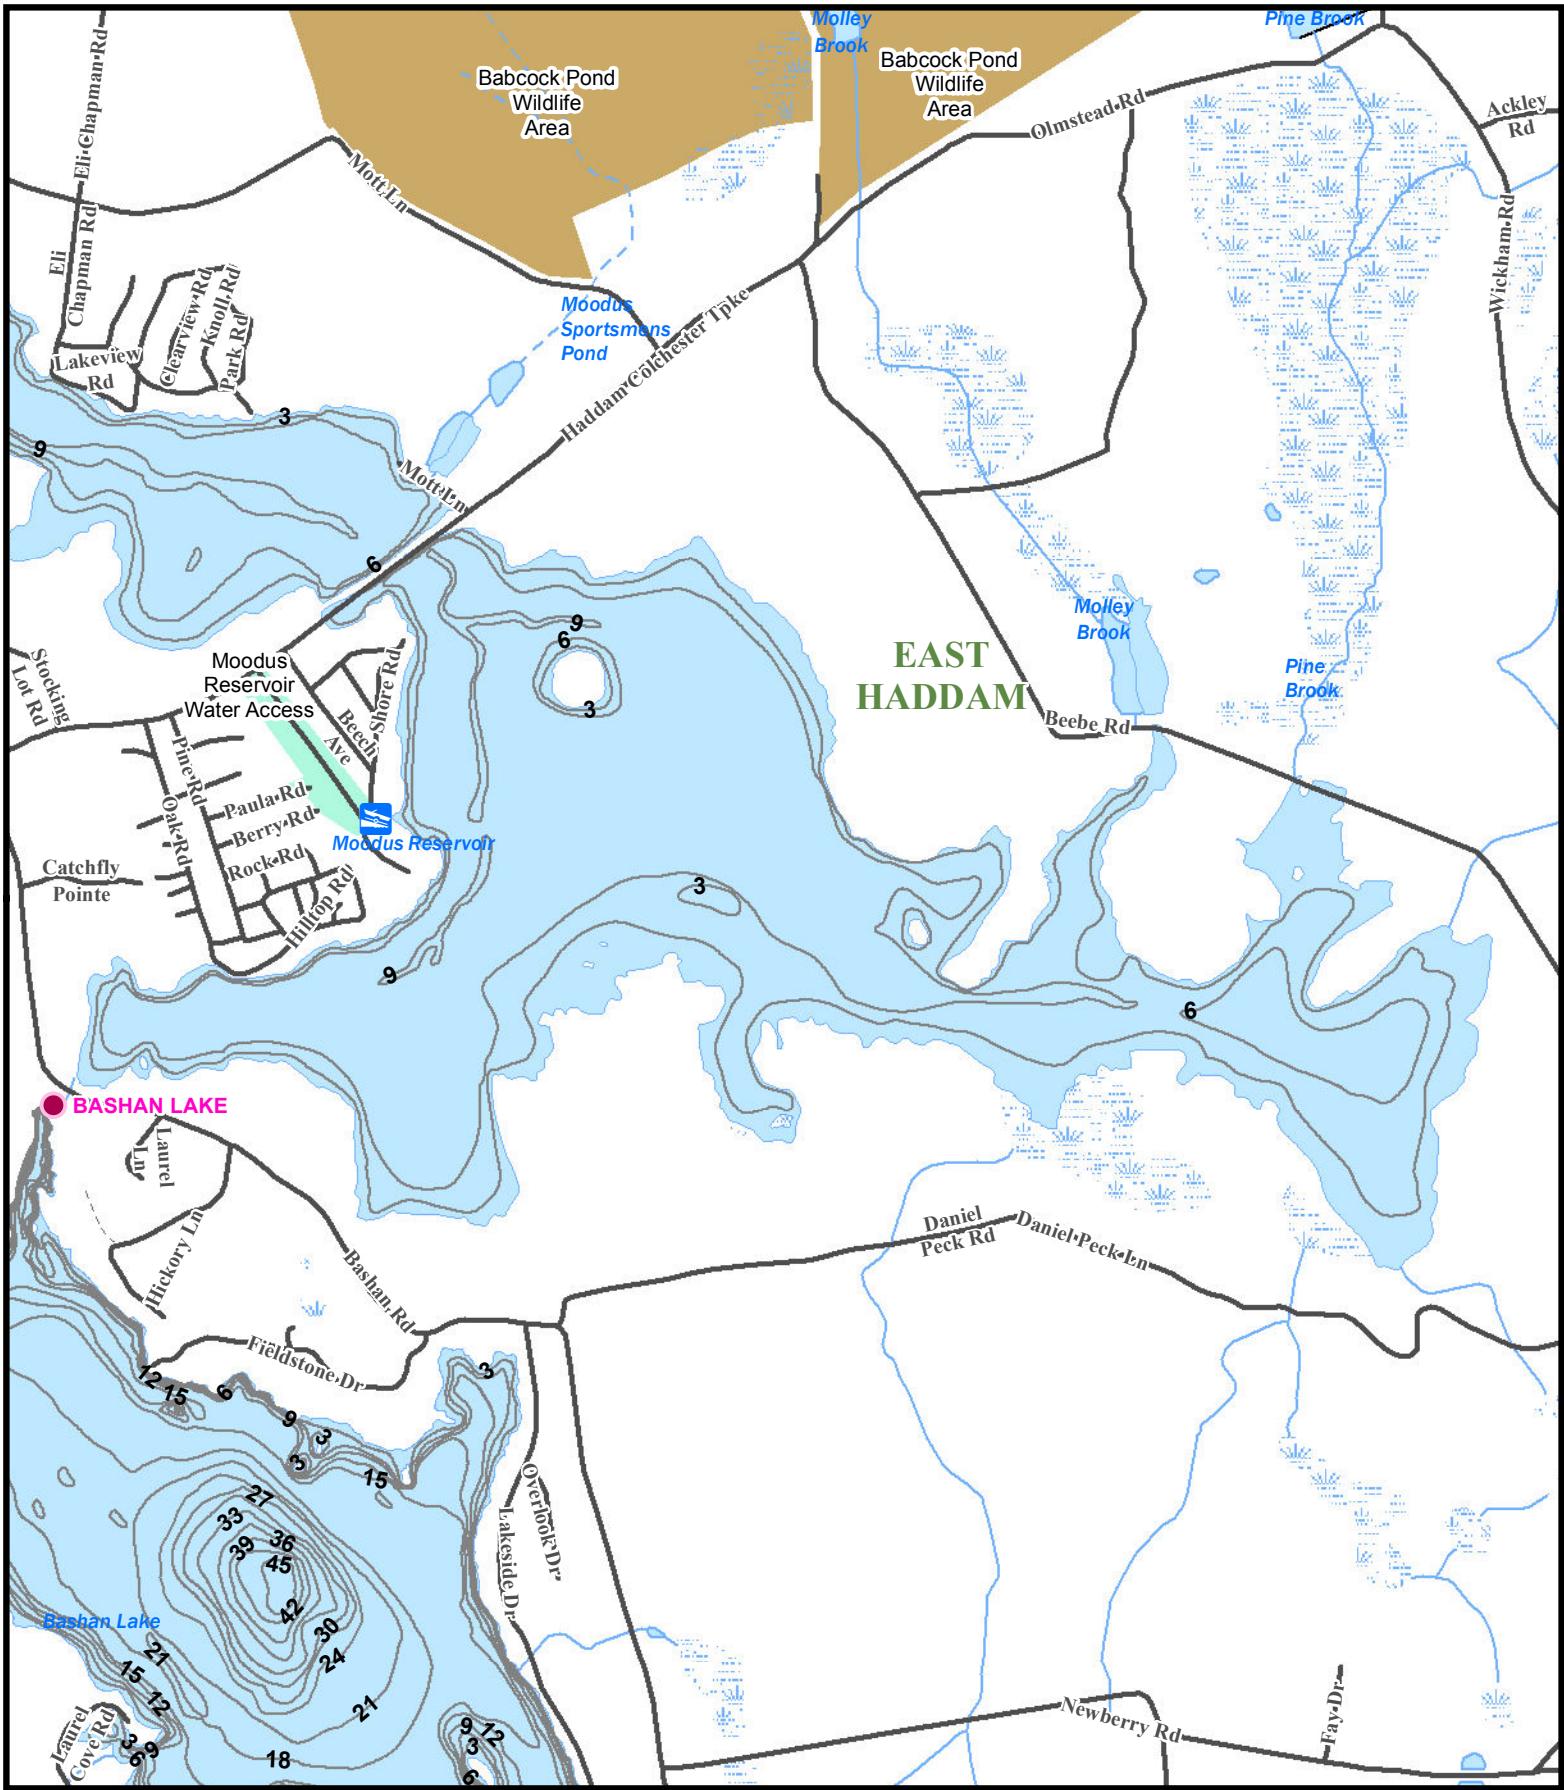 Molley
Brook
Pine Brook
Babcock Pond
Wildlife
Area
Babcock Pond
Wildlife
Area
Eli Chapman Rd
Olmstead Rd
Ackley
Rd
Mott Ln
Wickham Rd
Eli
Chapman Rd
Clearview Rd
Knoll Rd
Park Rd
Lakeview
Rd
Moodus
Sportsmens
Pond
Haddam Colchester Tpke
3
9
Mott Ln
6
Molley
Brook
9
6
3
EAST
HADDAM
Pine
Brook
Beebe Rd
Stocking
Lot Rd
Moodus
Reservoir
Water Access
Shore Rd
Beech
Ave
Pine Rd
Oak Rd
Paula Rd
Berry Rd
Rock Rd
Hilltop Rd
Moodus Reservoir
Catchfly
Pointe
3
9
6
BASHAN LAKE
Laurel
Ln
Hickory Ln
Bashan Rd
Daniel
Peck Rd
Daniel Peck Ln
Fieldstone Dr
12
15
6
9
3
3
15
3
27
33
36
39
45
42
30
24
21
18
Overlook Dr
Lakeside Dr
Bashan Lake
21
15
12
Laurel
Cove Rd
3
6
9
9
12
3
6
Newberry Rd
Fay Dr